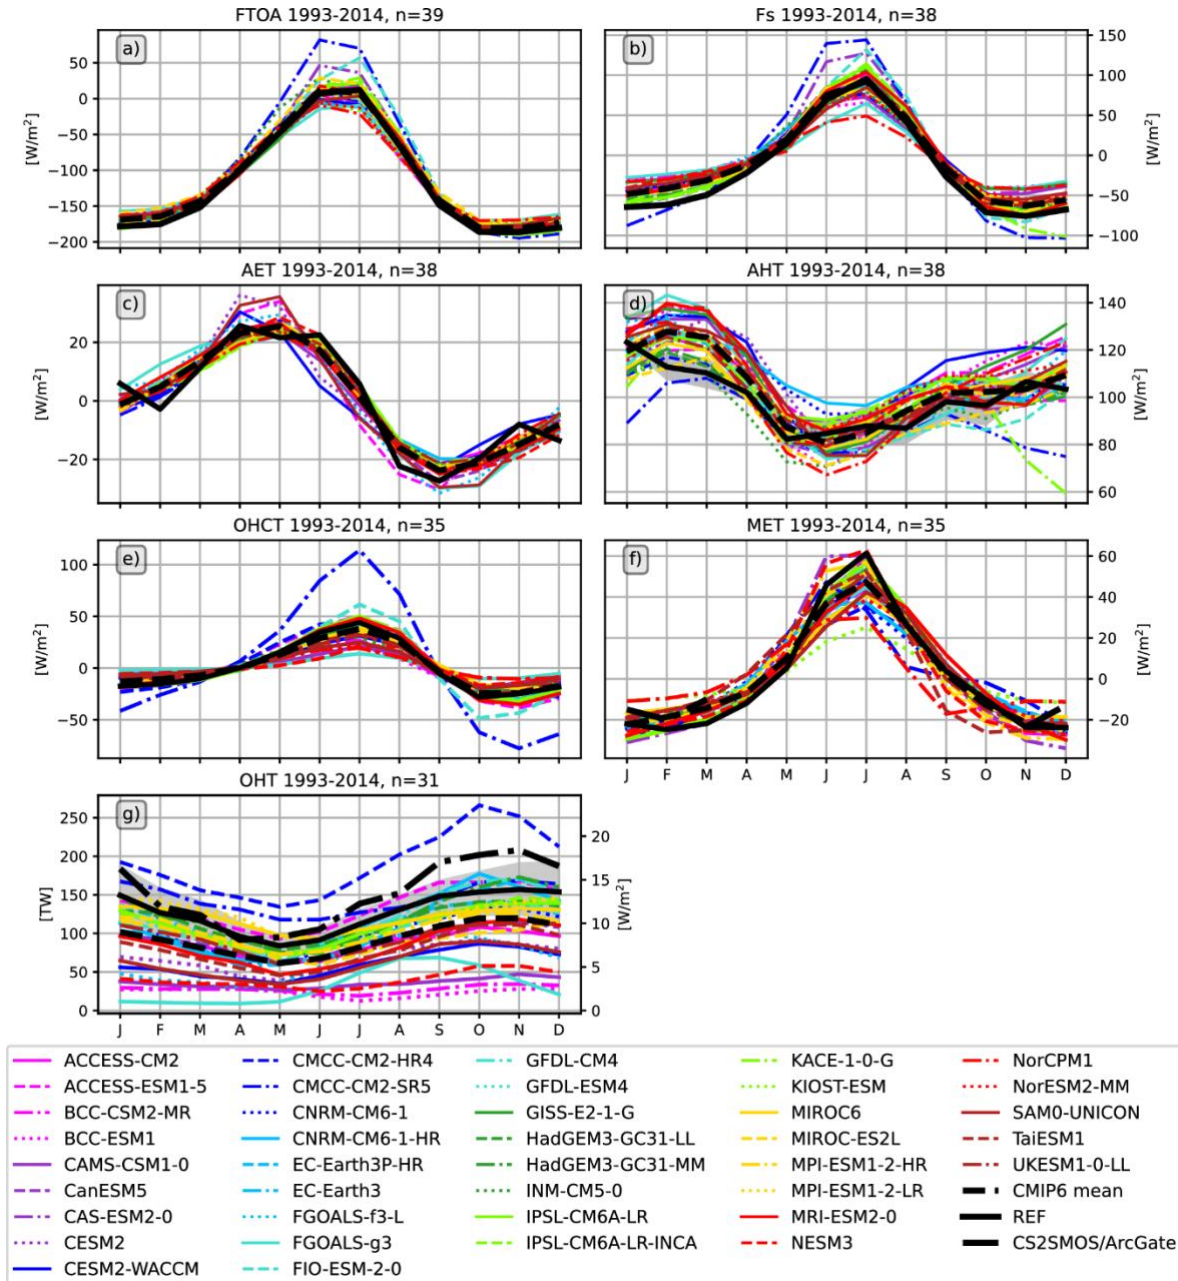 FTOA 1993-2014, n=39
a)
[W/m²]
50
0
−50
−100
−150
−200
Fs 1993-2014, n=38
b)
150
100
50
0
−50
−100
[W/m²]
AET 1993-2014, n=38
c)
[W/m²]
20
0
−20
AHT 1993-2014, n=38
d)
140
120
100
80
60
[W/m²]
OHCT 1993-2014, n=35
e)
[W/m²]
100
50
0
−50
MET 1993-2014, n=35
f)
60
40
20
0
−20
[W/m²]
J F M A M J J A S O N D
OHT 1993-2014, n=31
g)
[TW]
250
200
150
100
50
0
20
15
10
5
0
[W/m²]
J F M A M J J A S O N D
ACCESS-CM2
ACCESS-ESM1-5
BCC-CSM2-MR
BCC-ESM1
CAMS-CSM1-0
CanESM5
CAS-ESM2-0
CESM2
CESM2-WACCM
CMCC-CM2-HR4
CMCC-CM2-SR5
CNRM-CM6-1
CNRM-CM6-1-HR
EC-Earth3P-HR
EC-Earth3
FGOALS-f3-L
FGOALS-g3
FIO-ESM-2-0
GFDL-CM4
GFDL-ESM4
GISS-E2-1-G
HadGEM3-GC31-LL
HadGEM3-GC31-MM
INM-CM5-0
IPSL-CM6A-LR
IPSL-CM6A-LR-INCA
KACE-1-0-G
KIOST-ESM
MIROC6
MIROC-ES2L
MPI-ESM1-2-HR
MPI-ESM1-2-LR
MRI-ESM2-0
NESM3
NorCPM1
NorESM2-MM
SAM0-UNICON
TaiESM1
UKESM1-0-LL
CMIP6 mean
REF
CS2SMOS/ArcGate